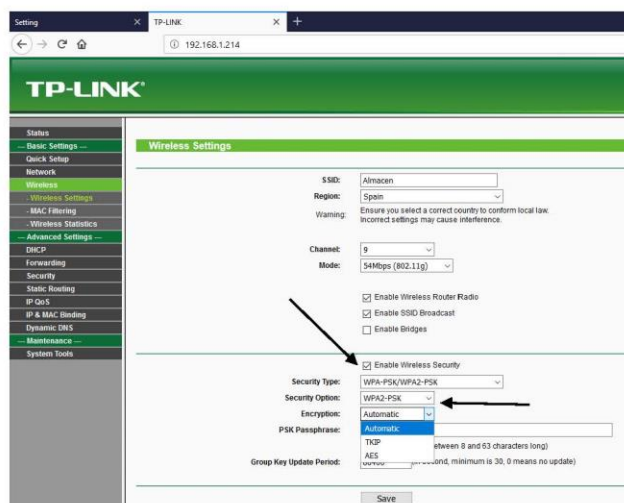 Setting
TP-LINK
192.168.1.214
TP-LINK
Status
--- Basic Settings ---
Quick Setup
Network
Wireless
- Wireless Settings
- MAC Filtering
- Wireless Statistics
--- Advanced Settings ---
DHCP
Forwarding
Security
Static Routing
IP QoS
IP & MAC Binding
Dynamic DNS
--- Maintenance ---
System Tools
Wireless Settings
SSID: Almacen
Region: Spain
Warning: Ensure you select a correct country to conform local law.
Incorrect settings may cause interference.
Channel: 9
Mode: 54Mbps (802.11g)
Enable Wireless Router Radio
Enable SSID Broadcast
Enable Bridges
Enable Wireless Security
Security Type: WPA-PSK/WPA2-PSK
Security Option: WPA2-PSK
Encryption: Automatic
Automatic
PSK Passphrase:
TKIP
etween 8 and 63 characters long)
AES
Group Key Update Period: (in second, minimum is 30, 0 means no update)
Save